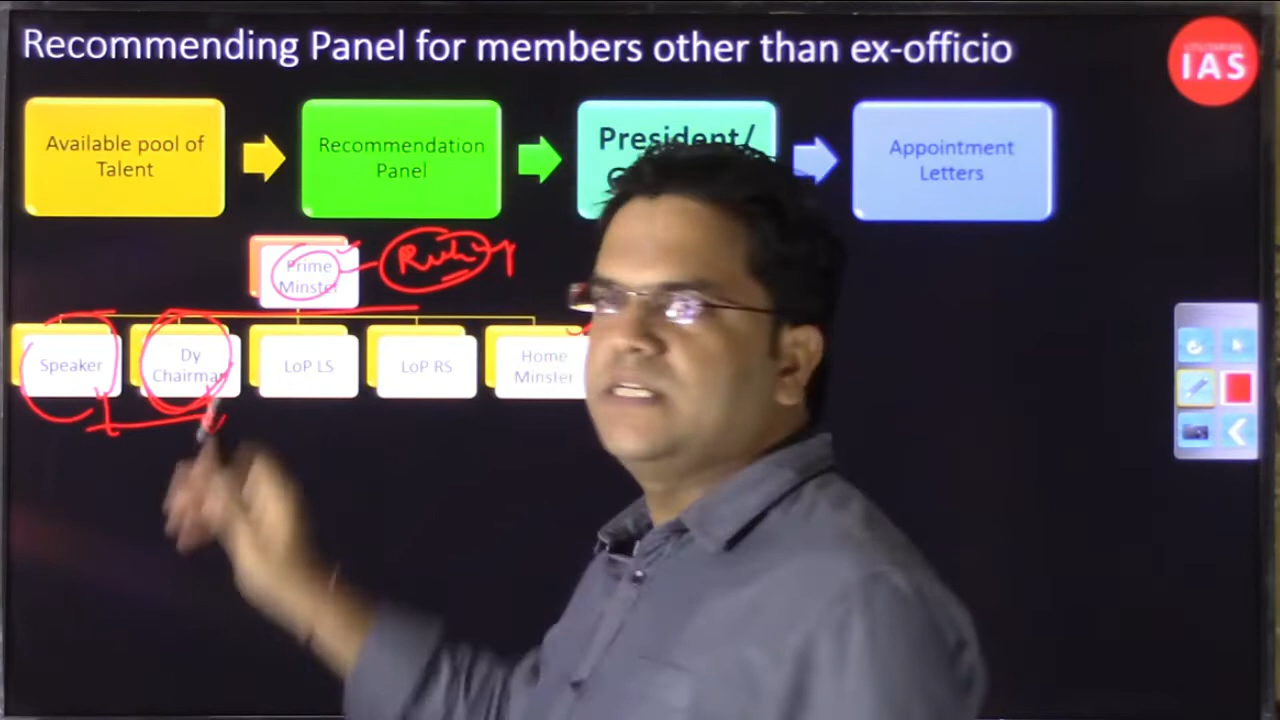 Recommending Panel for members other than ex-officio
IAS
Available pool of
Talent
Recommendation
Panel
President/
Appointment
Letters
Prime
Minster
Speaker
Dy
Chairman
LoP LS
LoP RS
Home
Minster